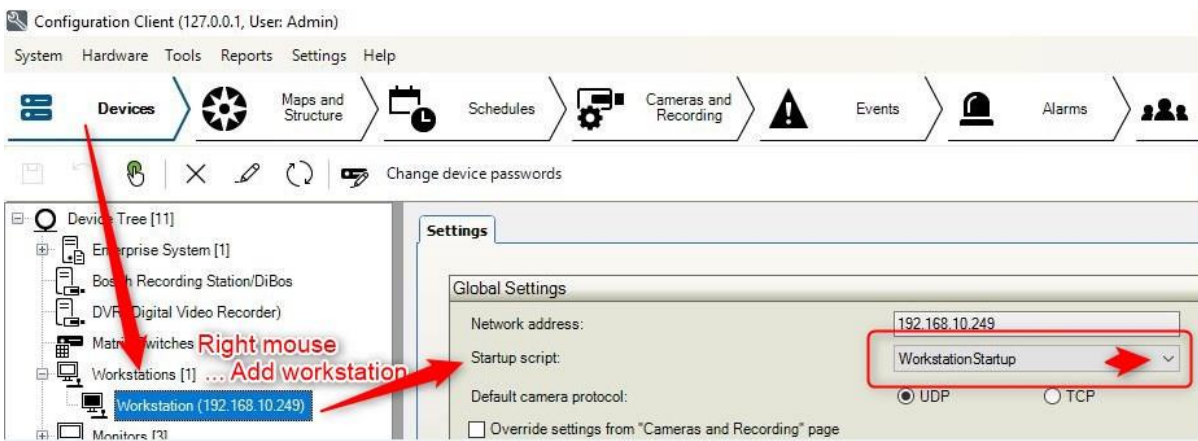 Configuration Client (127.0.0.1, User: Admin)
System Hardware Tools Reports Settings Help
Devices
Maps and
Structure
Schedules
Cameras and
Recording
Events
Alarms
Change device passwords
Device Tree [11]
Enterprise System [1]
Bosch Recording Station/DiBos
DVR (Digital Video Recorder)
Matrix Switches
Right mouse
Workstations [1]
... Add workstation
Workstation (192.168.10.249)
Monitors [3]
Settings
Global Settings
Network address: 192.168.10.249
Startup script: WorkstationStartup
Default camera protocol: UDP TCP
Override settings from "Cameras and Recording" page